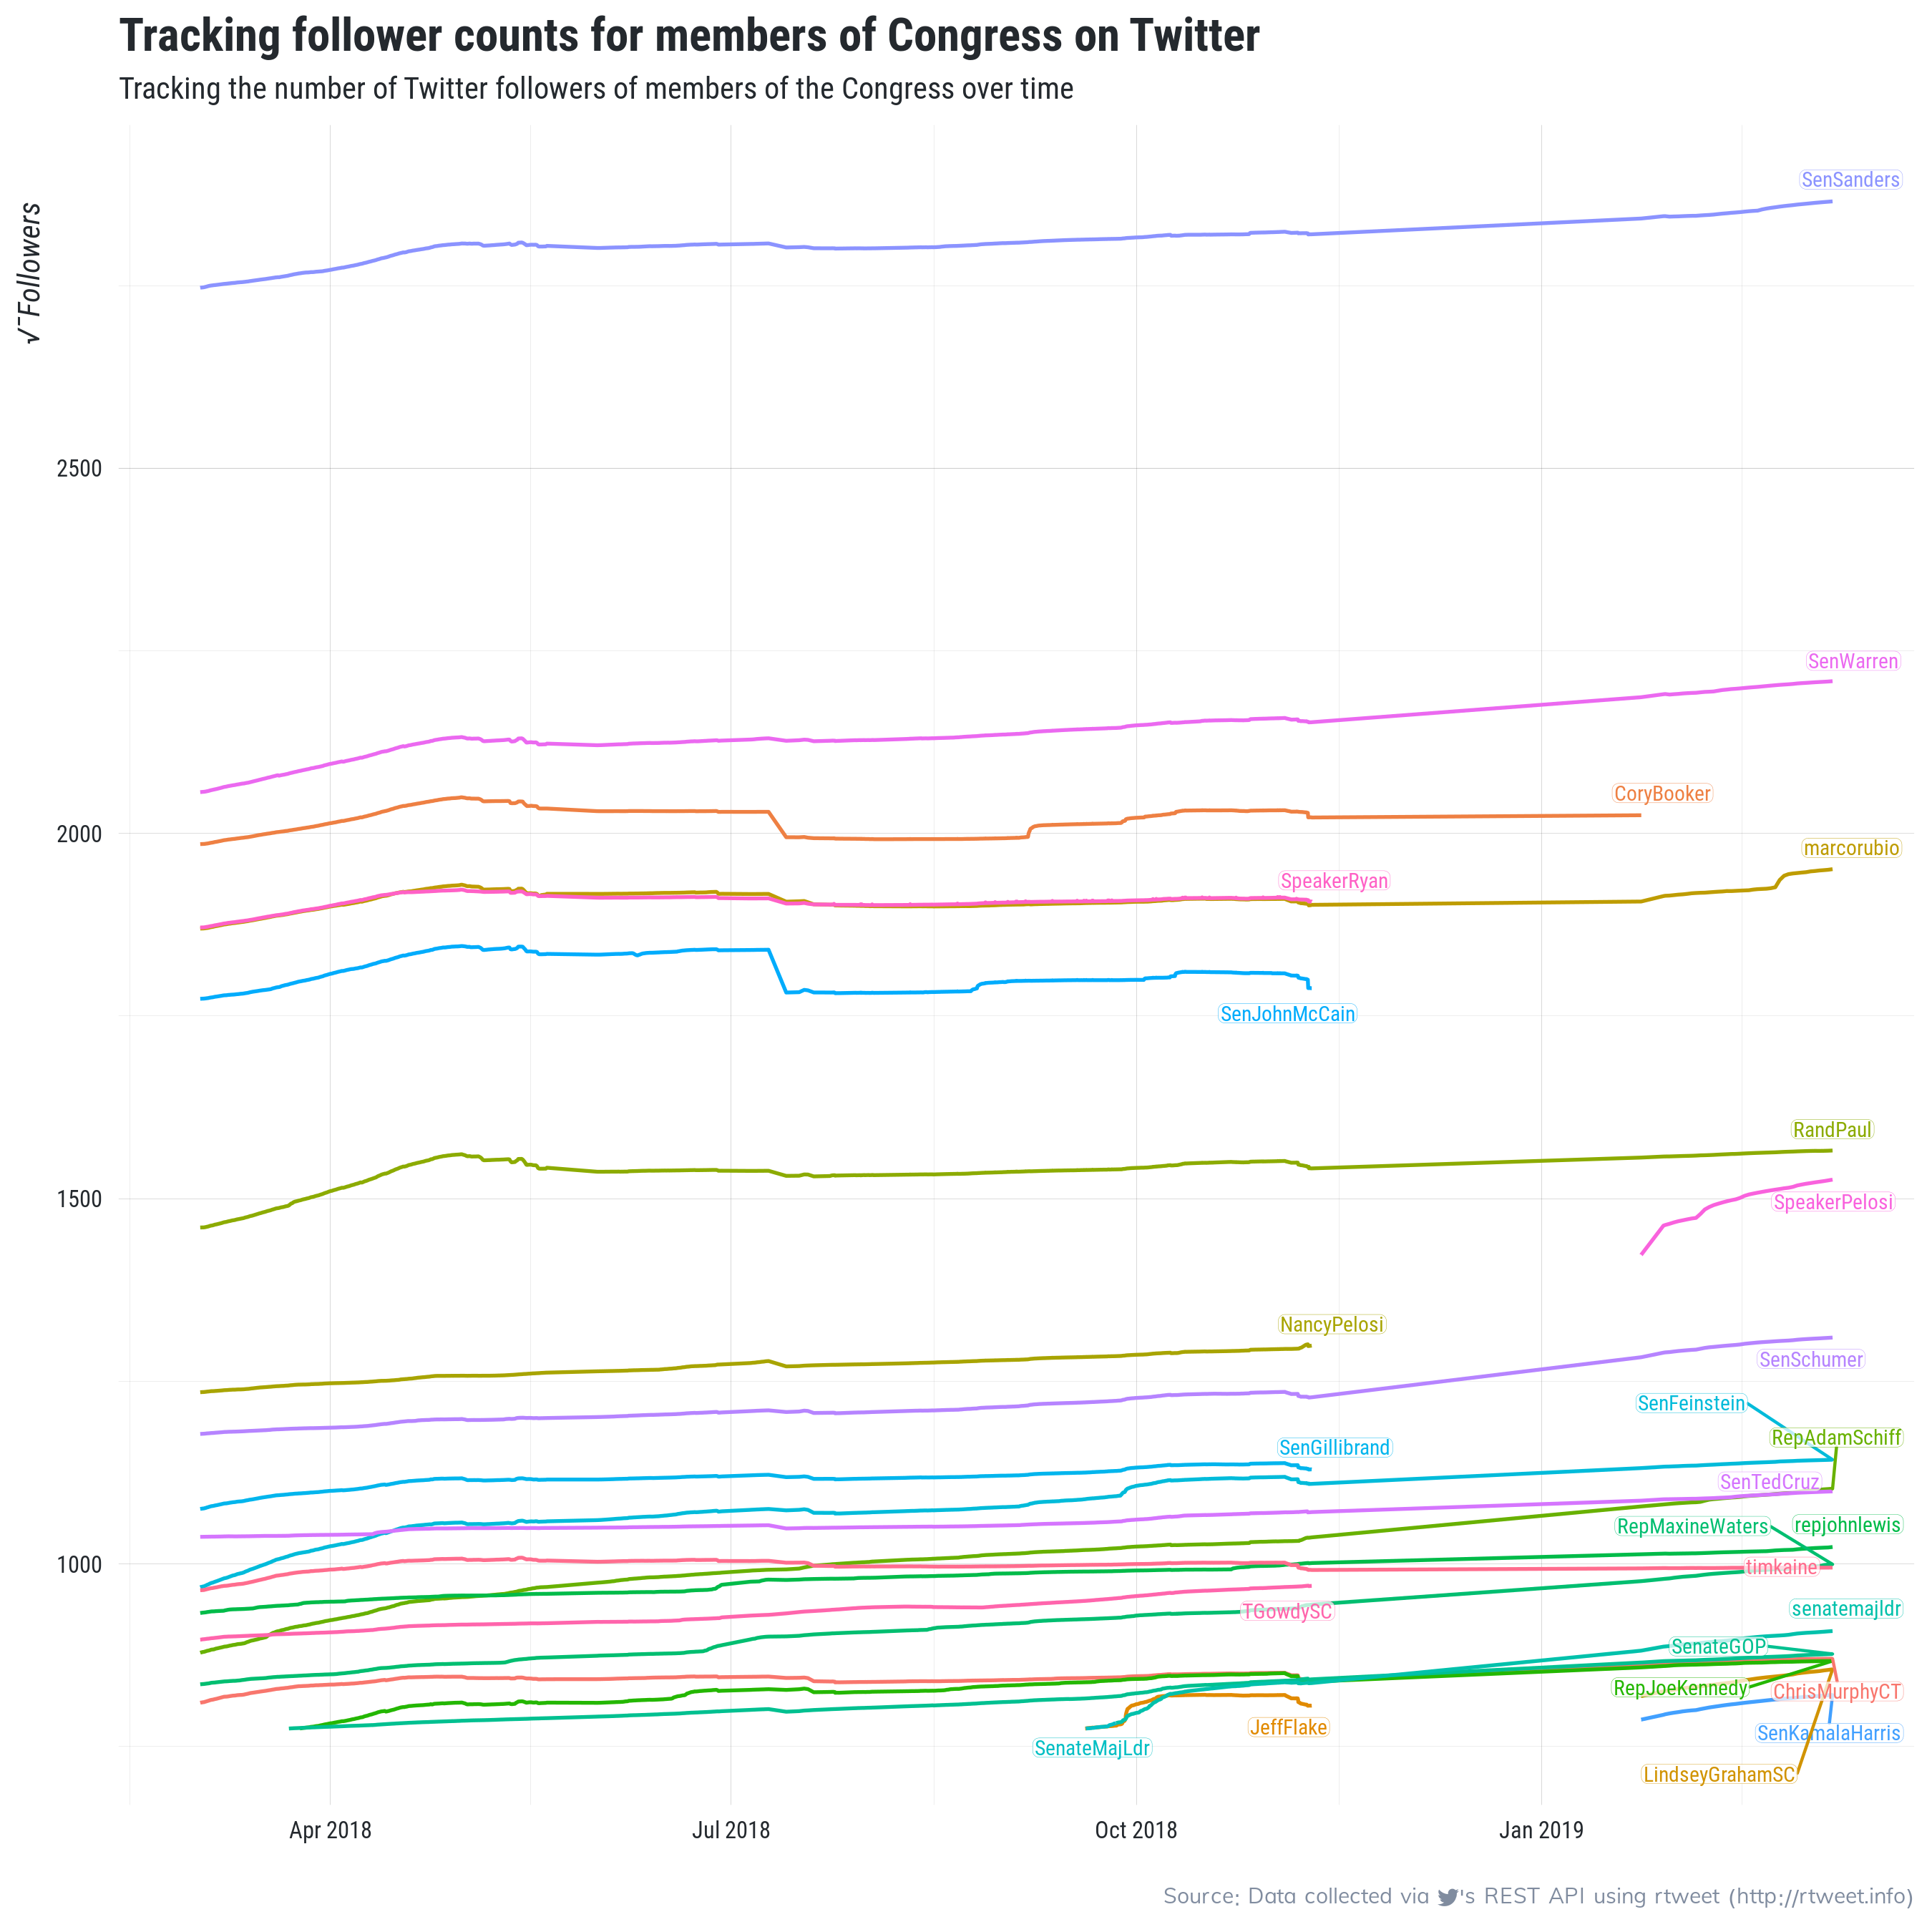 Tracking follower counts for members of Congress on Twitter
Tracking the number of Twitter followers of members of the Congress over time
√‾Followers
2500
2000
1500
1000
SenSanders
SenWarren
CoryBooker
marcorubio
SpeakerRyan
SenJohnMcCain
RandPaul
SpeakerPelosi
NancyPelosi
SenSchumer
SenFeinstein
RepAdamSchiff
SenGillibrand
SenTedCruz
RepMaxineWaters
repjohnlewis
timkaine
TGowdySC
senatemajldr
SenateGOP
RepJoeKennedy
ChrisMurphyCT
JeffFlake
SenKamalaHarris
SenateMajLdr
LindseyGrahamSC
Apr 2018
Jul 2018
Oct 2018
Jan 2019
Source: Data collected via 's REST API using rtweet (http://rtweet.info)